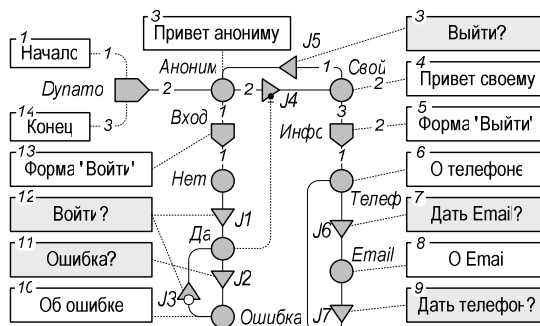 3
Привет анониму
3
Выйти?
1
Начало
1
J5
1
Аноним
Свой
4
Привет своему
2
Dynamo
2
2
J4
14
Конец
3
1
Вход
3
Инфо
2
5
Форма "Выйти"
13
Форма "Войти"
1
1
6
О телефоне
Нет
Телеф
12
Войти?
J1
7
Дать Email?
J6
Да
11
Ошибка?
8
О Email
Email
J2
10
Об ошибке
J3
9
Дать телефон?
Ошибка
J7